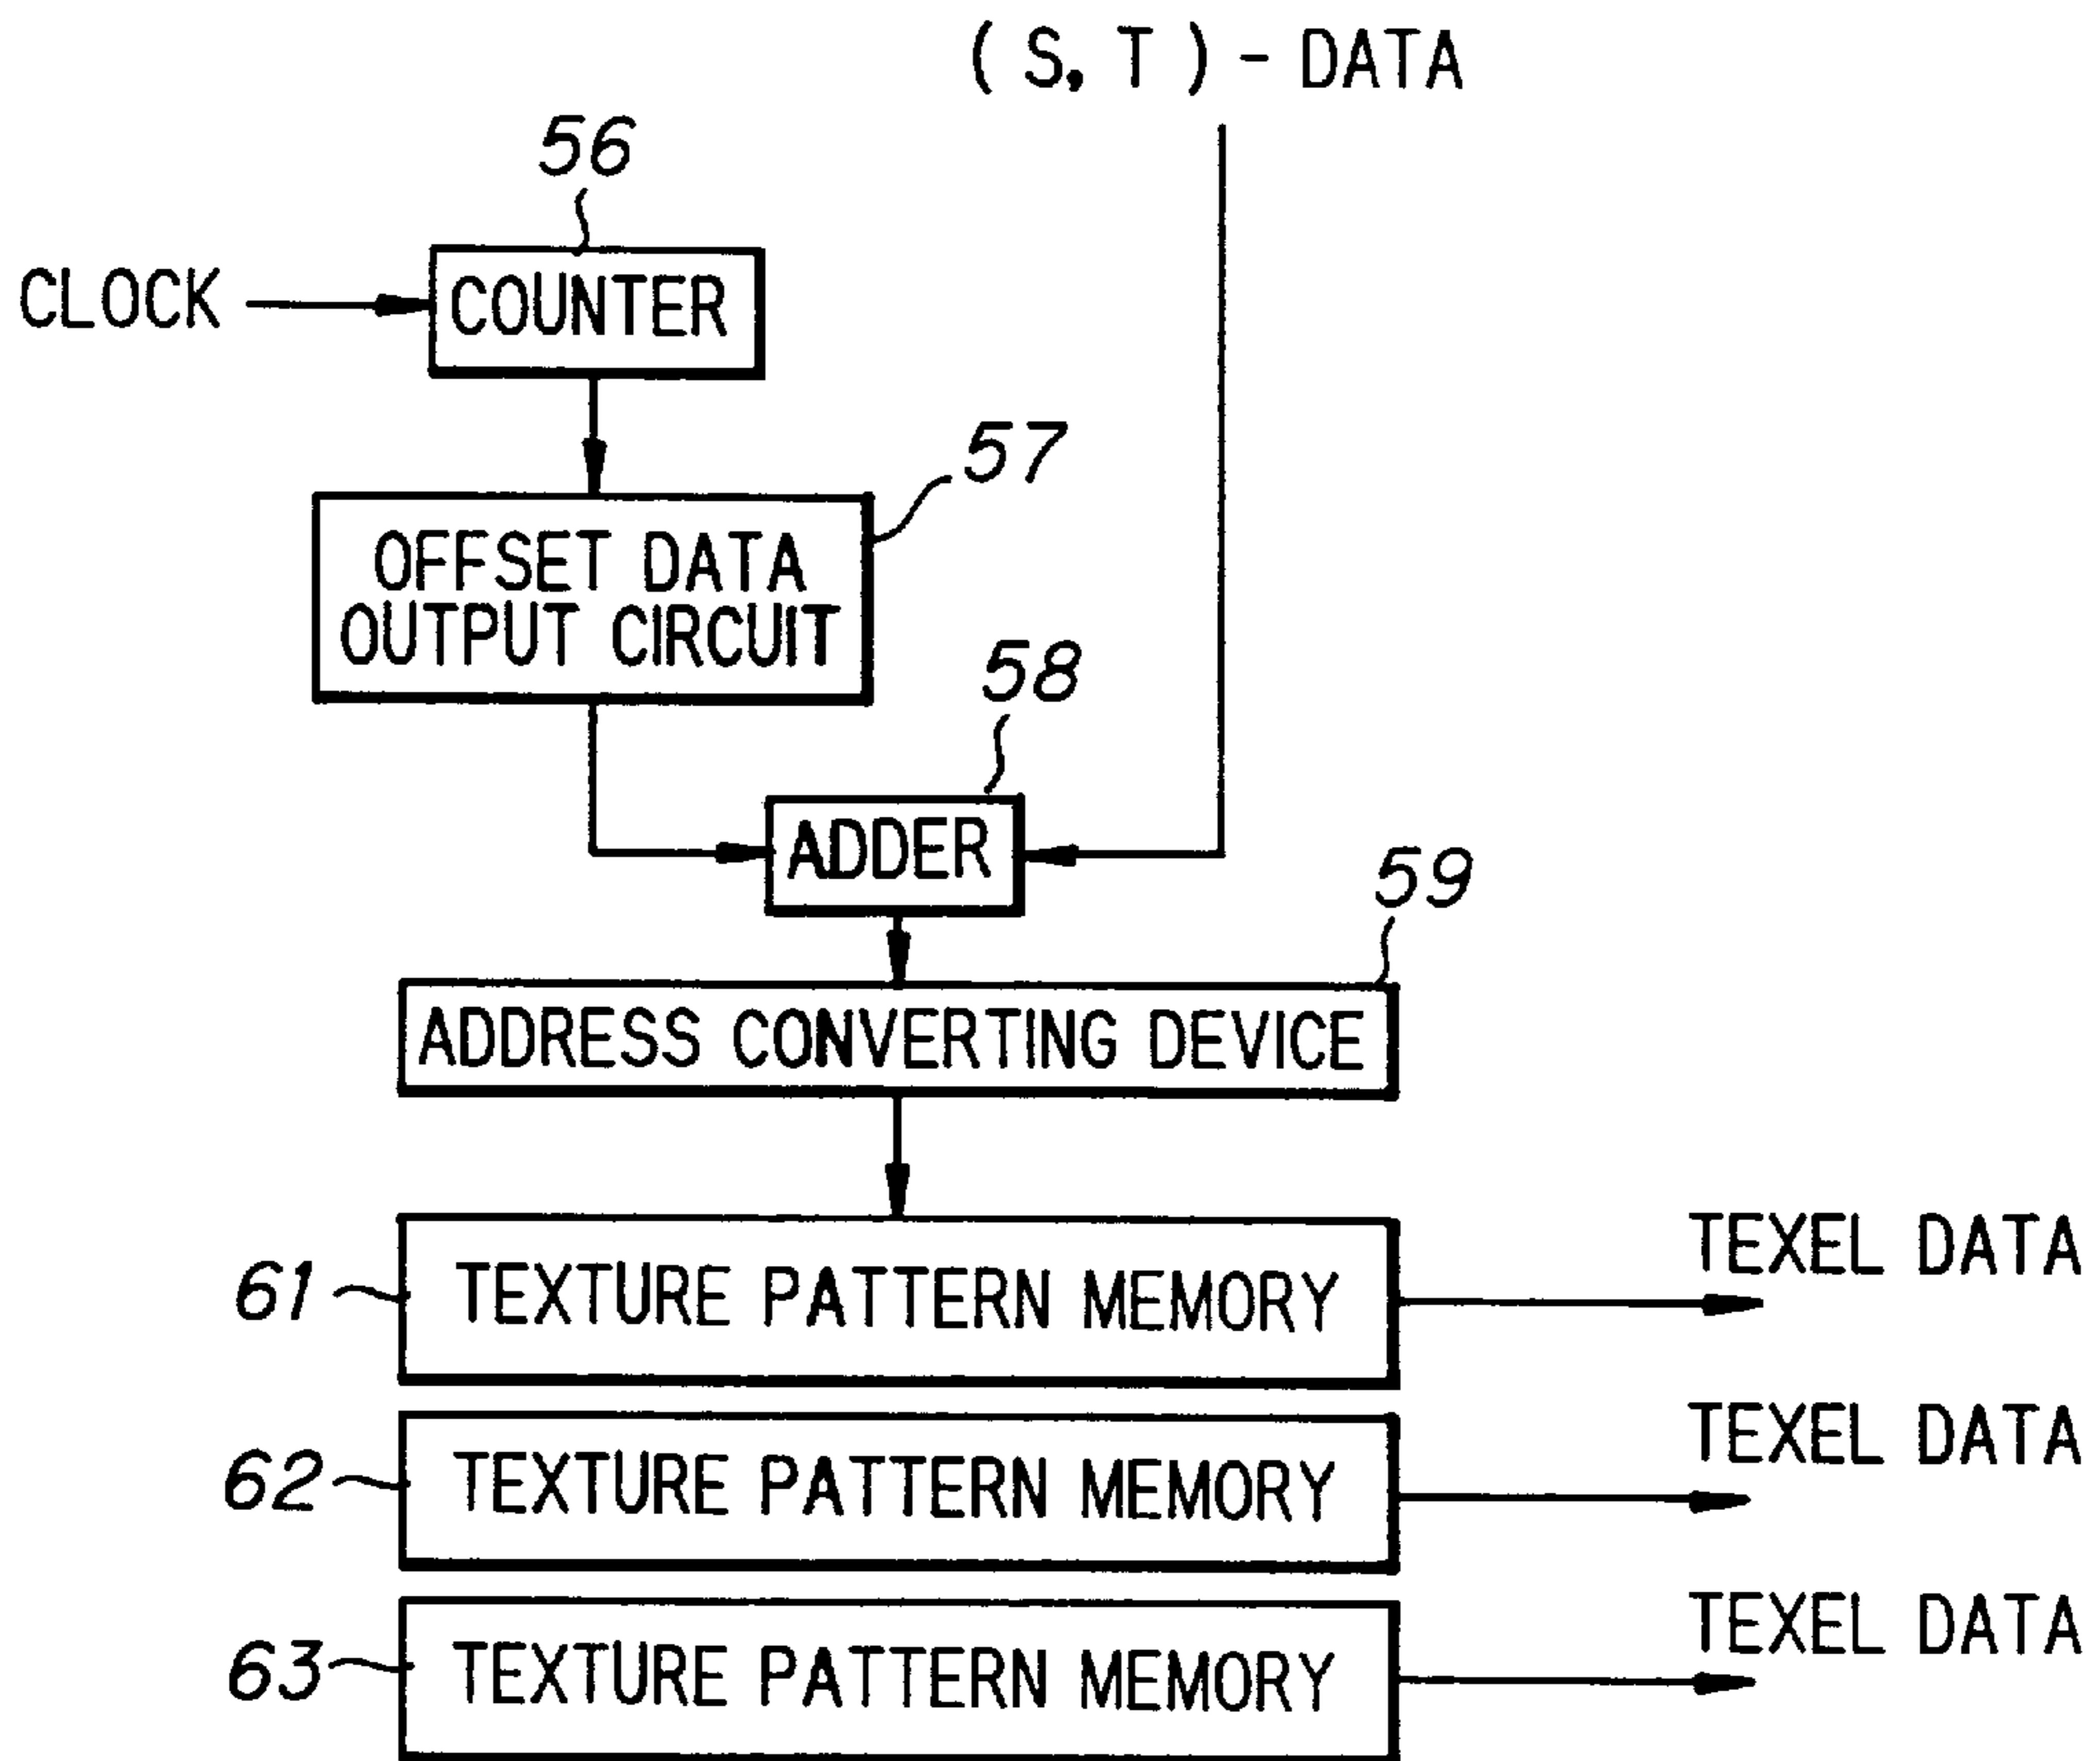 ( S, T ) - DATA
56
CLOCK
COUNTER
57
OFFSET DATA
OUTPUT CIRCUIT
58
ADDER
59
ADDRESS CONVERTING DEVICE
61
TEXTURE PATTERN MEMORY
TEXEL DATA
62
TEXTURE PATTERN MEMORY
TEXEL DATA
63
TEXTURE PATTERN MEMORY
TEXEL DATA